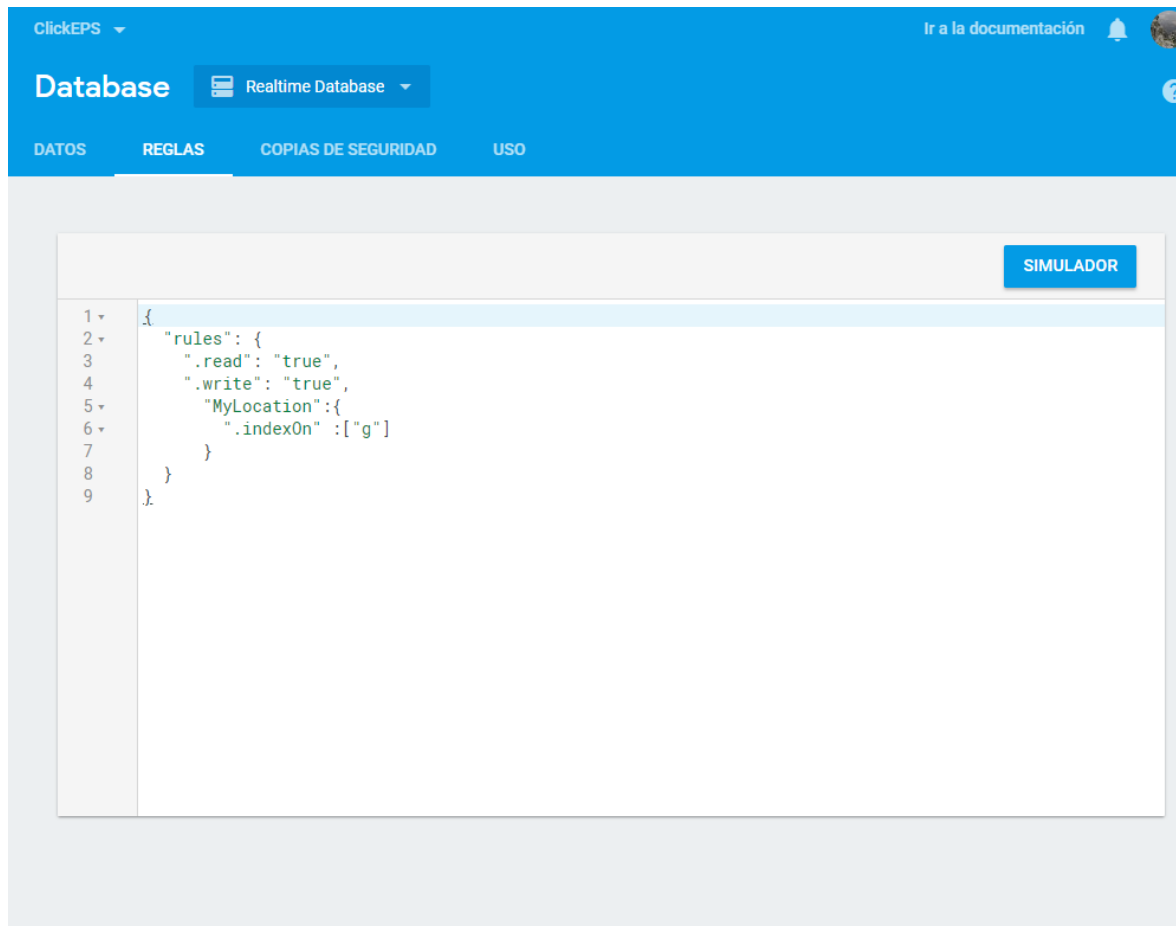 ClickEPS
Ir a la documentación
Database
Realtime Database
DATOS REGLAS COPIAS DE SEGURIDAD USO
SIMULADOR
1 {
2 "rules": {
3 ".read": "true",
4 ".write": "true",
5 "MyLocation":{
6 ".indexOn" :["g"]
7 }
8 }
9 }